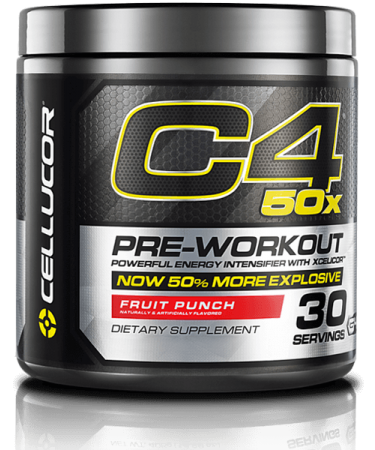 CELLUCOR
C4
50X
PRE-WORKOUT
POWERFUL ENERGY INTENSIFIER WITH XCELICOR™
NOW 50% MORE EXPLOSIVE
FRUIT PUNCH
NATURALLY & ARTIFICIALLY FLAVORED
DIETARY SUPPLEMENT
30
SERVINGS